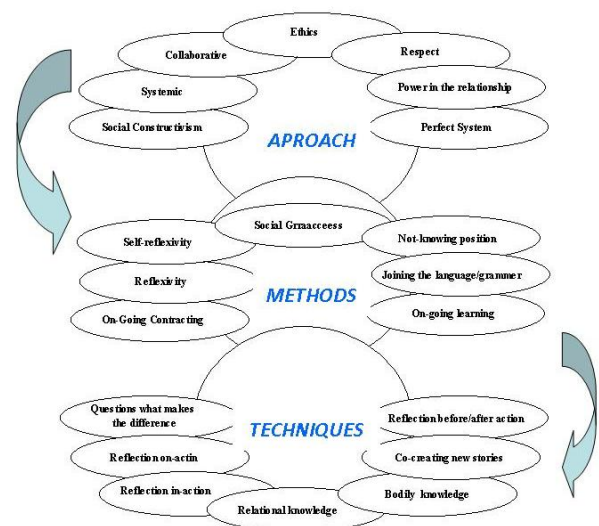 Ethics
Collaborative
Respect
Systemic
Power in the relationship
Social Constructivism
Perfect System
APROACH
Social Graacceess
Self-reflexivity
Not-knowing position
Reflexivity
Joining the language/grammer
METHODS
On-Going Contracting
On-going learning
Questions what makes
the difference
Reflection before/after action
TECHNIQUES
Reflection on-actin
Co-creating new stories
Reflection in-action
Bodily knowledge
Relational knowledge